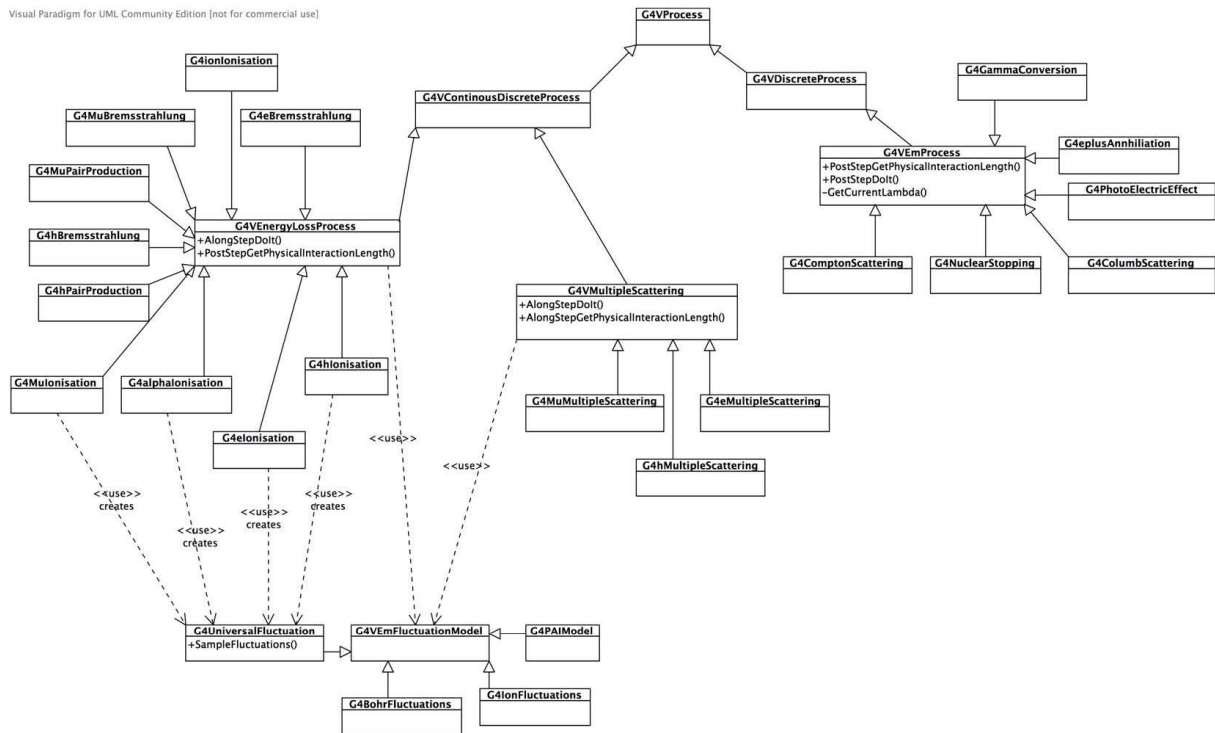 Visual Paradigm for UML Community Edition [not for commercial use]
G4VProcess
G4ionIonisation
G4VContinousDiscreteProcess
G4VDiscreteProcess
G4GammaConversion
G4MuBremsstrahlung
G4eBremsstrahlung
G4VEmProcess
+PostStepGetPhysicalInteractionLength()
+PostStepDoIt()
-GetCurrentLambda()
G4eplusAnnhiliation
G4MuPairProduction
G4PhotoElectricEffect
G4VEnergyLossProcess
+AlongStepDoIt()
+PostStepGetPhysicalInteractionLength()
G4hBremsstrahlung
G4ComptonScattering
G4NuclearStopping
G4ColumbScattering
G4hPairProduction
G4VMultipleScattering
+AlongStepDoIt()
+AlongStepGetPhysicalInteractionLength()
G4MuIonisation
G4alphaIonisation
G4hIonisation
G4MuMultipleScattering
G4eMultipleScattering
G4eIonisation
<<use>>
G4hMultipleScattering
<<use>>
<<use>>
creates
<<use>>
creates
<<use>>
creates
<<use>>
creates
G4UniversalFluctuation
+SampleFluctuations()
G4VEmFluctuationModel
G4PAIModel
G4BohrFluctuations
G4IonFluctuations